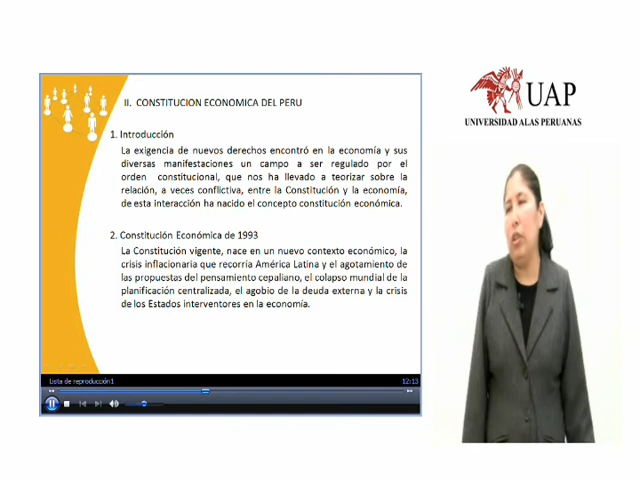 II. CONSTITUCION ECONOMICA DEL PERU
1. Introducción
La exigencia de nuevos derechos encontró en la economía y sus
diversas manifestaciones un campo a ser regulado por el
orden constitucional, que nos ha llevado a teorizar sobre la
relación, a veces conflictiva, entre la Constitución y la economía,
de esta interacción ha nacido el concepto constitución económica.
2. Constitución Económica de 1993
La Constitución vigente, nace en un nuevo contexto económico, la
crisis inflacionaria que recorría América Latina y el agotamiento de
las propuestas del pensamiento cepaliano, el colapso mundial de la
planificación centralizada, el agobio de la deuda externa y la crisis
de los Estados interventores en la economía.
Lista de reproducción1
12:13
UAP
UNIVERSIDAD ALAS PERUANAS